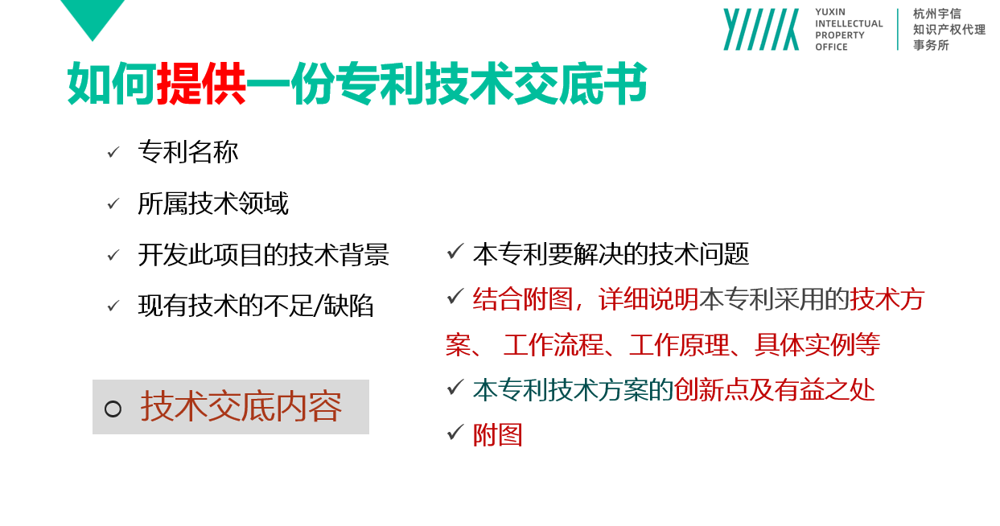 YUXIN
INTELLECTUAL
PROPERTY
OFFICE
杭州宇信
知识产权代理
事务所
如何提供一份专利技术交底书
专利名称
所属技术领域
开发此项目的技术背景
现有技术的不足/缺陷
技术交底内容
本专利要解决的技术问题
结合附图，详细说明本专利采用的技术方
案、 工作流程、工作原理、具体实例等
本专利技术方案的创新点及有益之处
附图